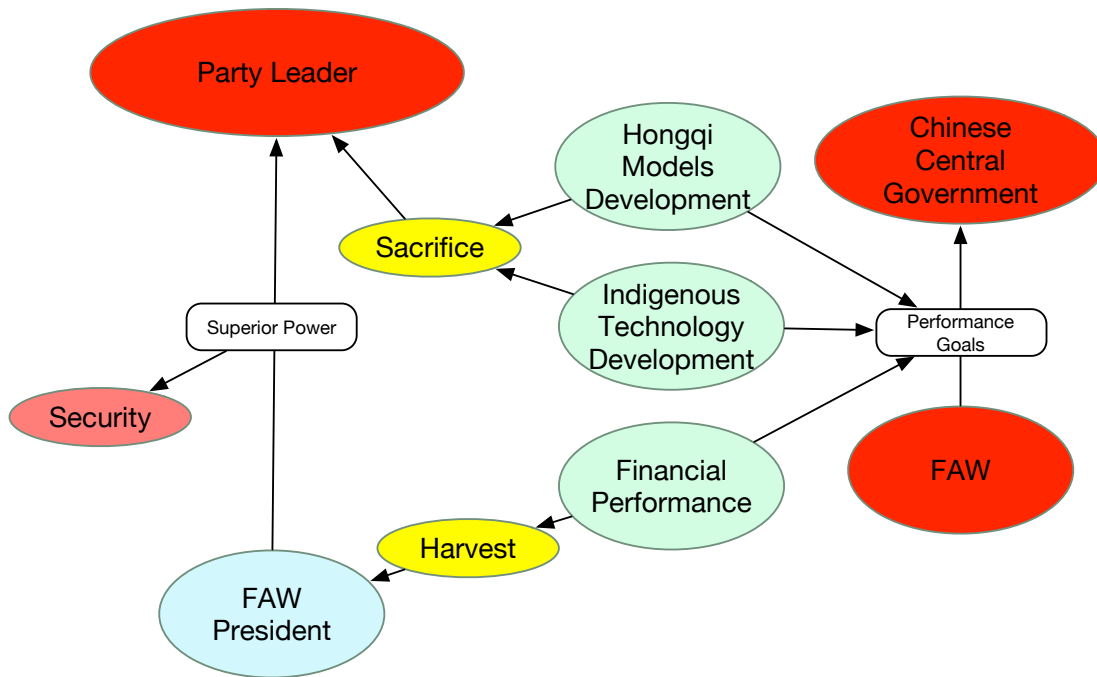 Party Leader
Hongqi
Models
Development
Chinese
Central
Government
Sacrifice
Superior Power
Indigenous
Technology
Development
Performance
Goals
Security
Financial
Performance
FAW
Harvest
FAW
President